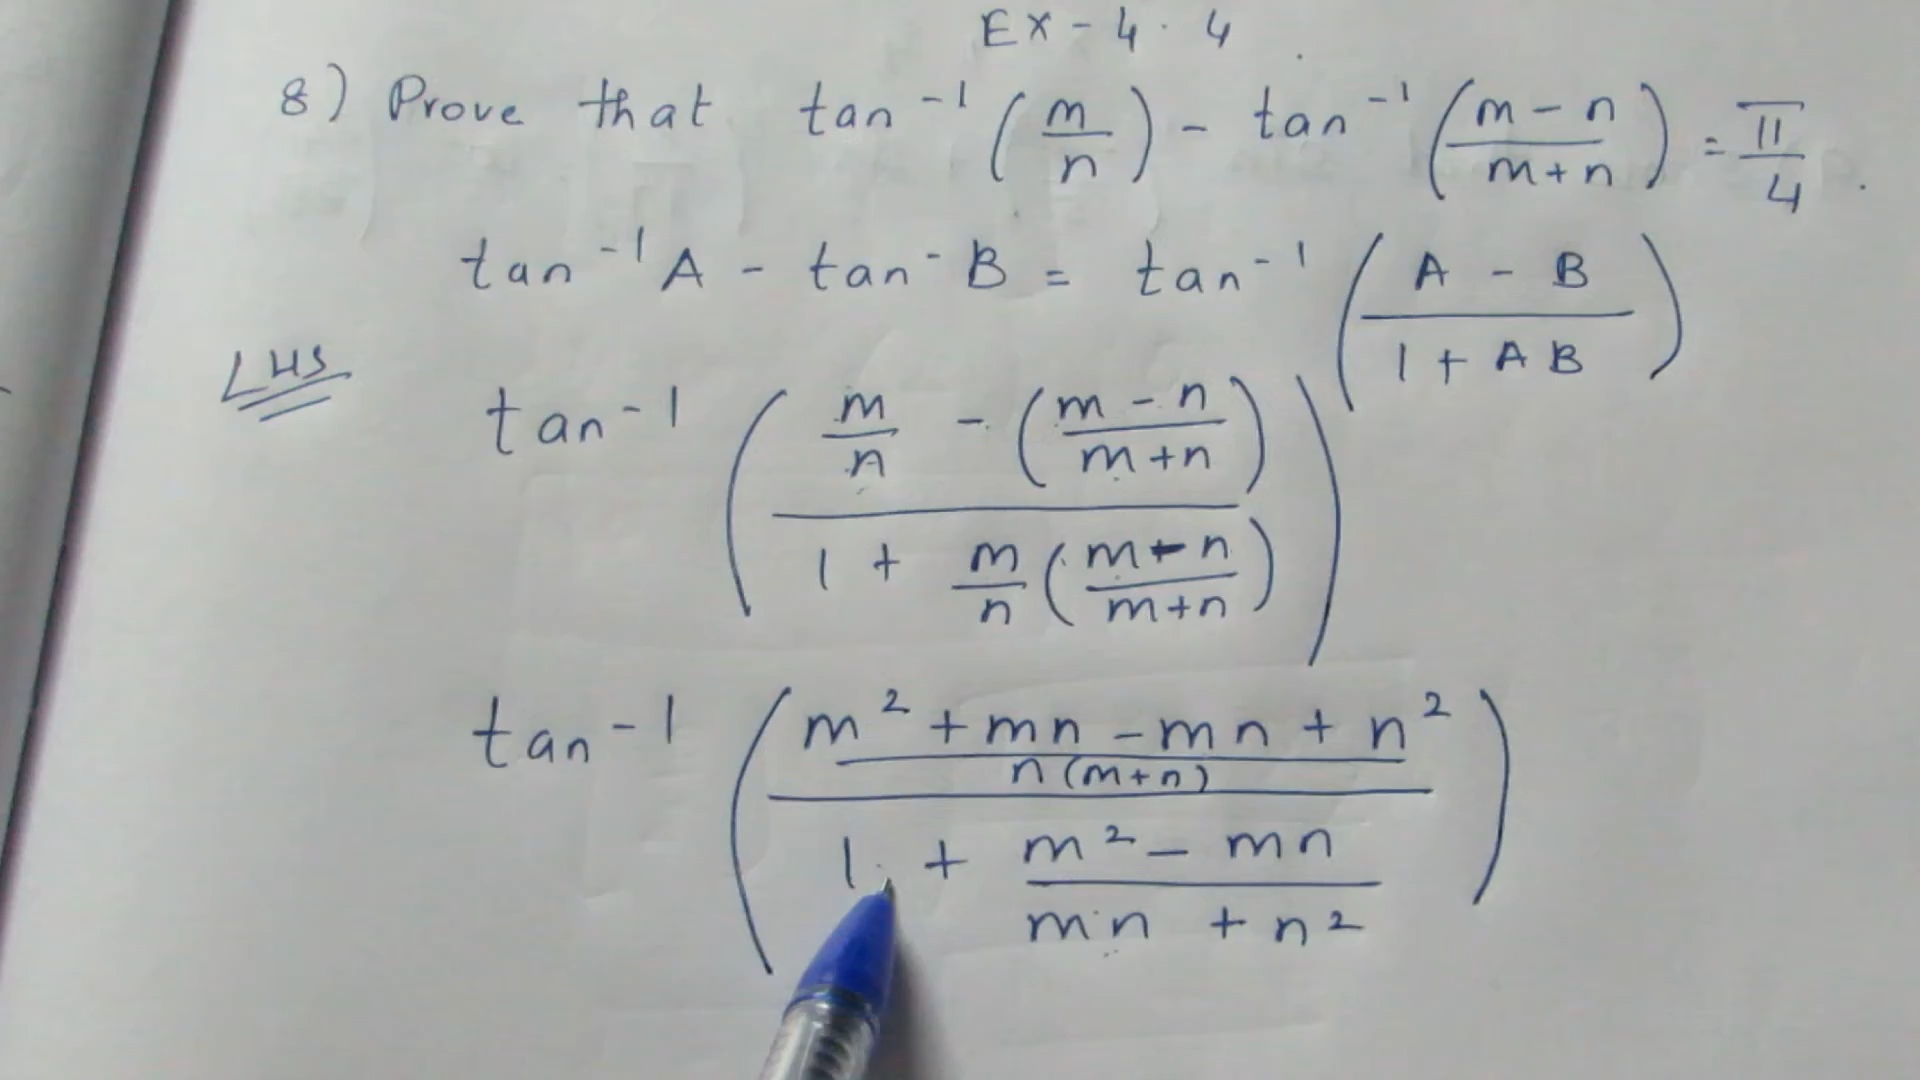 EX - 4 . 4
8) Prove that tan⁻¹ (m/n) - tan⁻¹ (m - n / m + n) = π/4 .
tan⁻¹ A - tan⁻ B = tan⁻¹ (A - B / 1 + AB)
LHS
tan⁻¹ (m/n - (m - n / m + n) / 1 + m/n (m - n / m + n))
tan⁻¹ (m² + mn - mn + n² / n(m + n) / 1 + m² - mn / mn + n²)